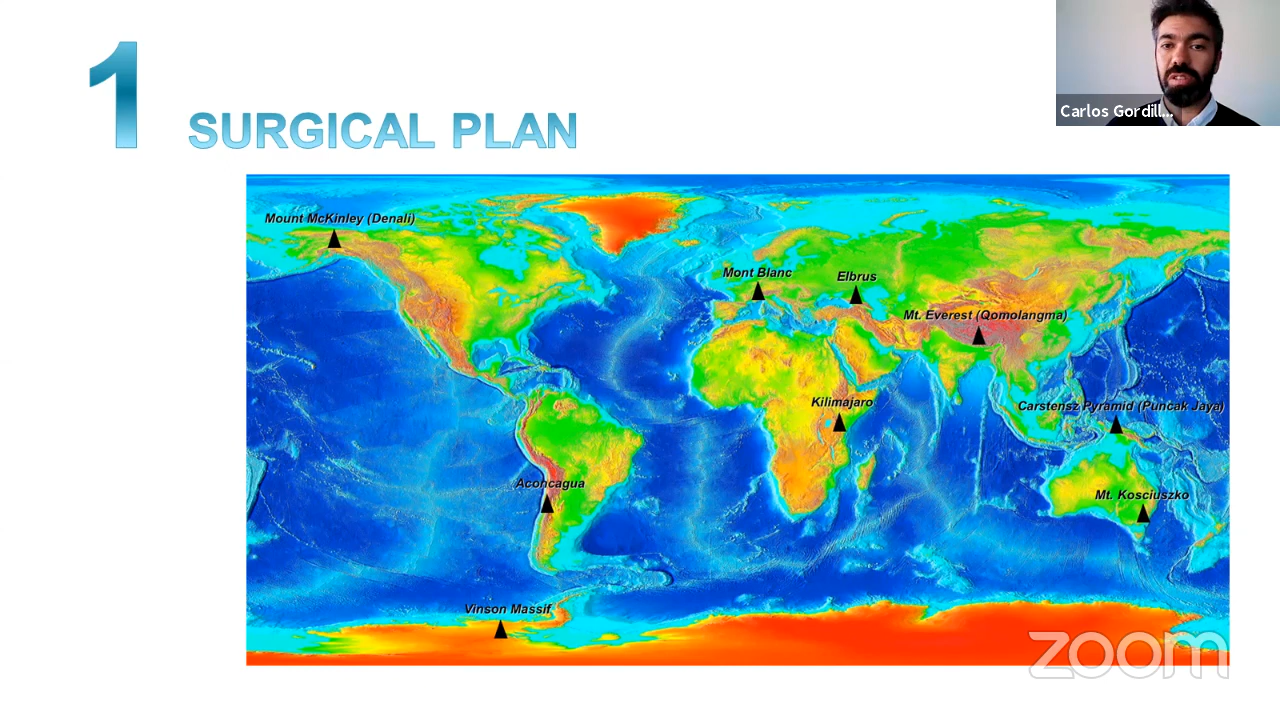 1 SURGICAL PLAN
Carlos Gordill...
Mount McKinley (Denali)
Mont Blanc
Elbrus
Mt. Everest (Qomolangma)
Kilimajaro
Carstensz Pyramid (Puncak Jaya)
Aconcagua
Mt. Kosciuszko
Vinson Massif
zoom